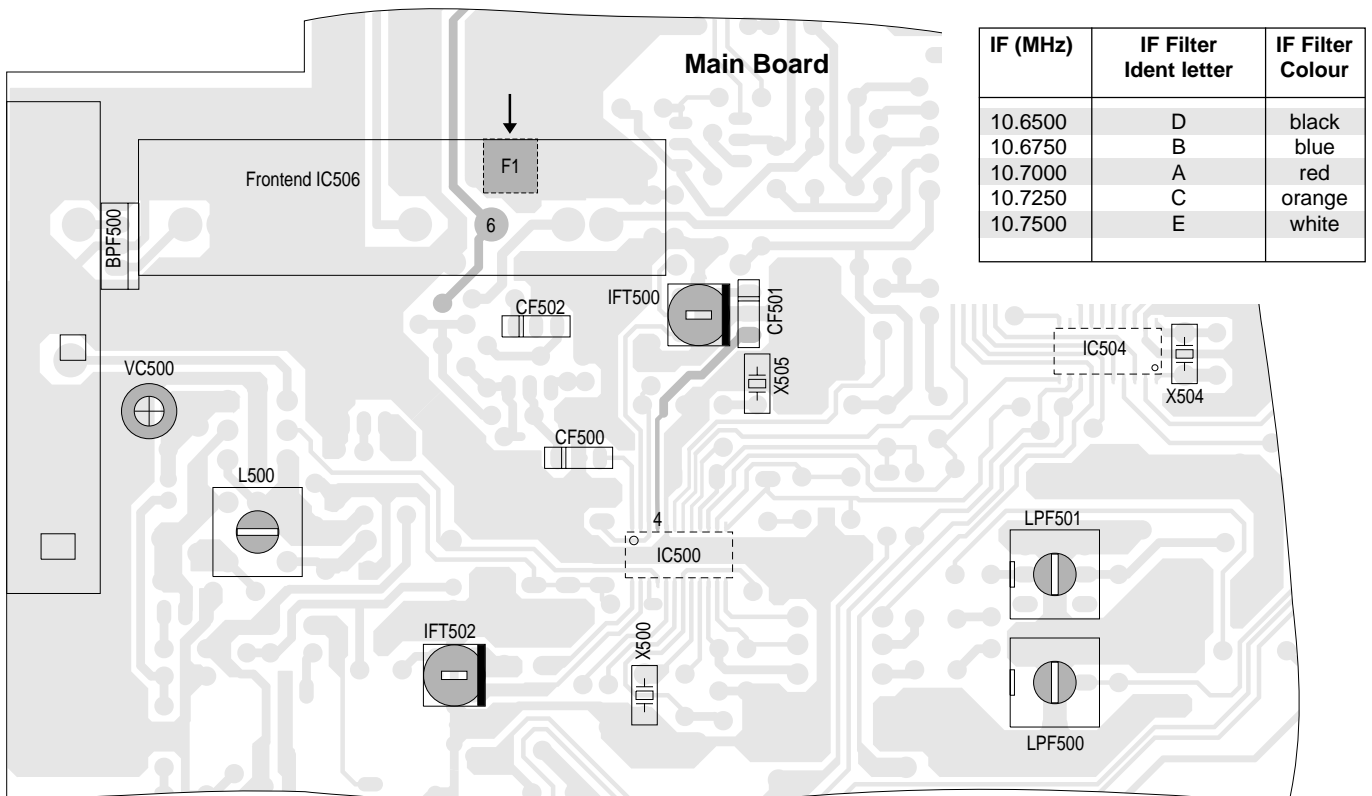 Main Board
IF (MHz) IF Filter Ident letter IF Filter Colour
10.6500 D black
10.6750 B blue
10.7000 A red
10.7250 C orange
10.7500 E white
F1
Frontend IC506
BPF500
6
IFT500
CF501
CF502
IC504
X504
VC500
X505
CF500
L500
4
IC500
LPF501
IFT502
X500
LPF500